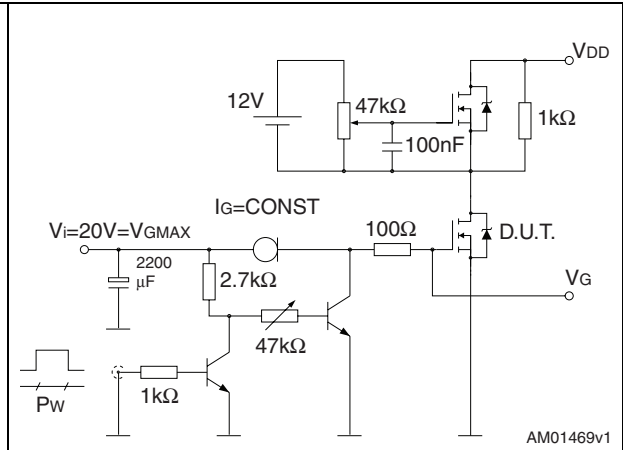 VDD
12V
47kΩ
1kΩ
100nF
IG=CONST
Vi=20V=VGMAX
100Ω
D.U.T.
2200
μF
2.7kΩ
VG
47kΩ
1kΩ
PW
AM01469v1